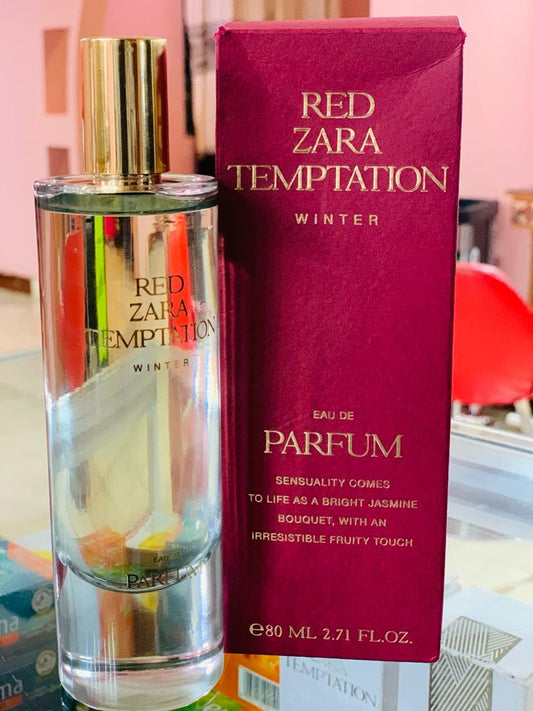 RED
ZARA
TEMPTATION
WINTER
EAU DE
PARFUM
SENSUALITY COMES
TO LIFE AS A BRIGHT JASMINE
BOUQUET, WITH AN
IRRESISTIBLE FRUITY TOUCH
℮80 ML 2.71 FL.OZ.
RED
ZARA
TEMPTATION
WINTER
EAU
PARFUM
TEMPTATION